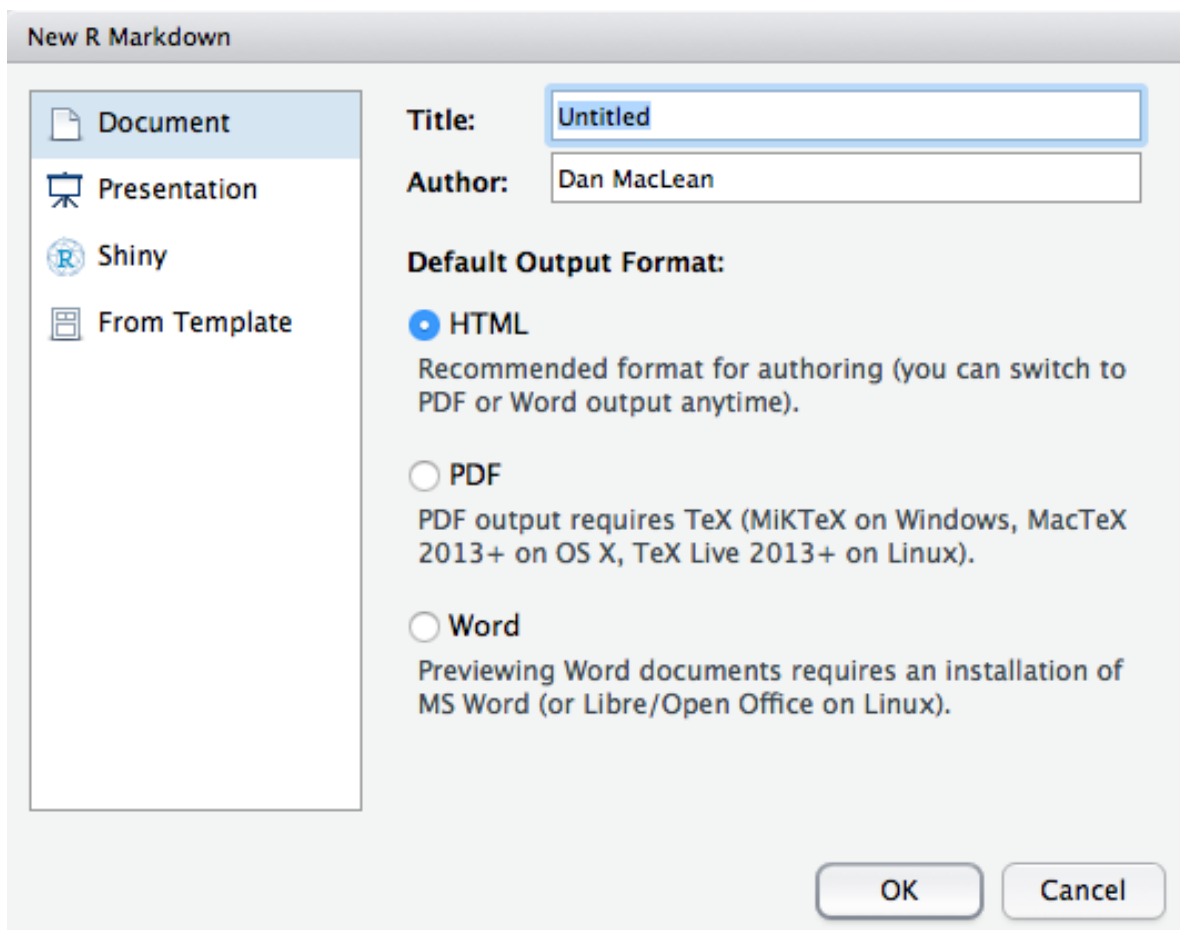 New R Markdown
Document
Presentation
Shiny
From Template
Title:
Untitled
Author:
Dan MacLean
Default Output Format:
HTML
Recommended format for authoring (you can switch to
PDF or Word output anytime).
PDF
PDF output requires TeX (MiKTeX on Windows, MacTeX
2013+ on OS X, TeX Live 2013+ on Linux).
Word
Previewing Word documents requires an installation of
MS Word (or Libre/Open Office on Linux).
OK
Cancel